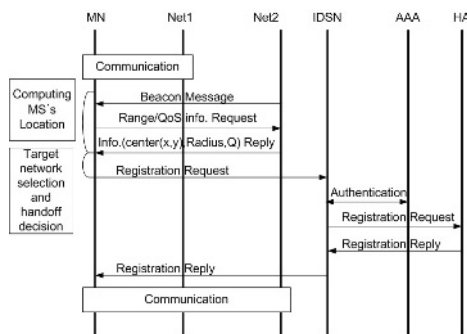 MN Net1 Net2 IDSN AAA HA
Communication
Computing
MS`s
Location
Beacon Message
Range/QoS info. Request
Info.(center(x,y),Radius,Q) Reply
Target
network
selection
and
handoff
decision
Registration Request
Authentication
Registration Request
Registration Reply
Registration Reply
Communication